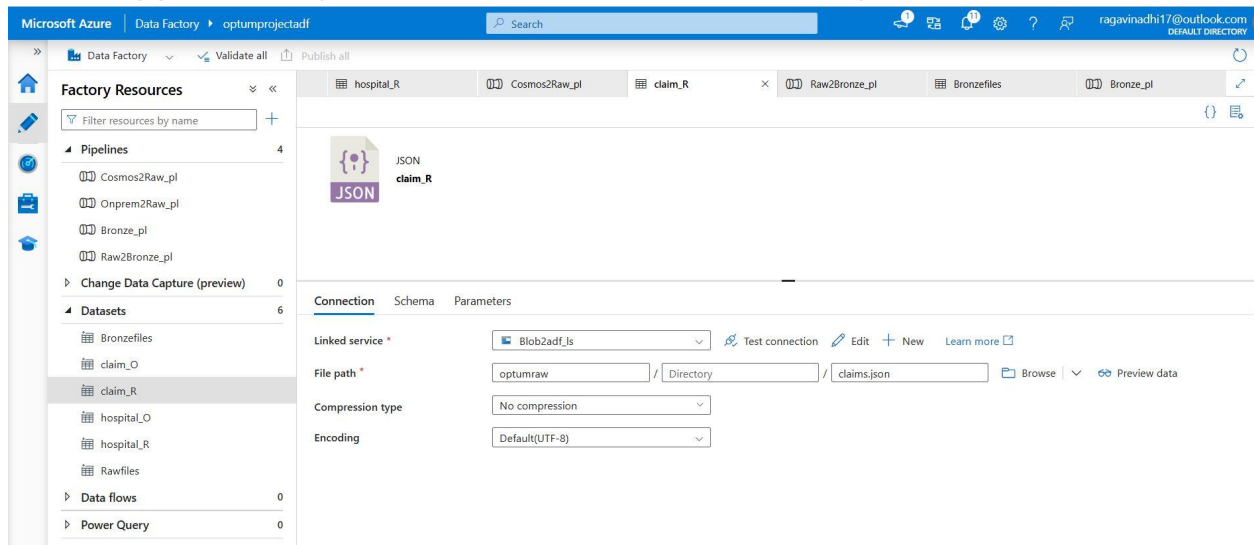 Microsoft Azure Data Factory optumprojectadf Search 1 11 ? ragavinadhi17@outlook.com
DEFAULT DIRECTORY
» Data Factory Validate all Publish all
Factory Resources « hospital_R Cosmos2Raw_pl claim_R × Raw2Bronze_pl Bronzefiles Bronze_pl
Filter resources by name + {}
Pipelines 4
Cosmos2Raw_pl
Onprem2Raw_pl
Bronze_pl
Raw2Bronze_pl
{ } JSON
JSON claim_R
Change Data Capture (preview) 0
Datasets 6
Bronzefiles
claim_O
claim_R
hospital_O
hospital_R
Rawfiles
Data flows 0
Power Query 0
Connection Schema Parameters
Linked service * Blob2adf_ls Test connection Edit + New Learn more
File path * optumraw / Directory / claims.json Browse Preview data
Compression type No compression
Encoding Default(UTF-8)